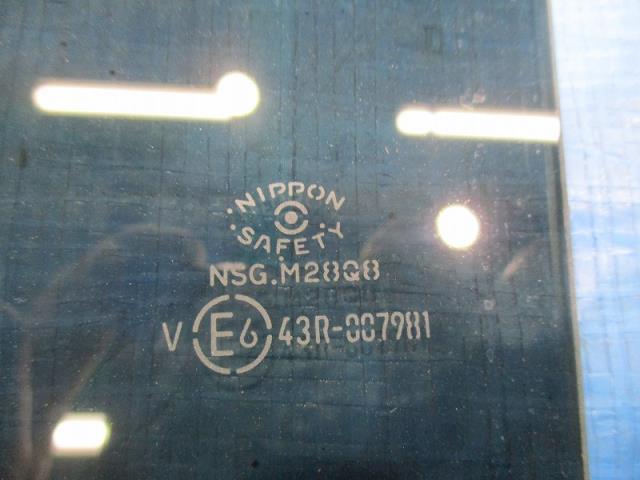 NIPPON
SAFETY
NSG.M28Q8
V E6 43R-007981